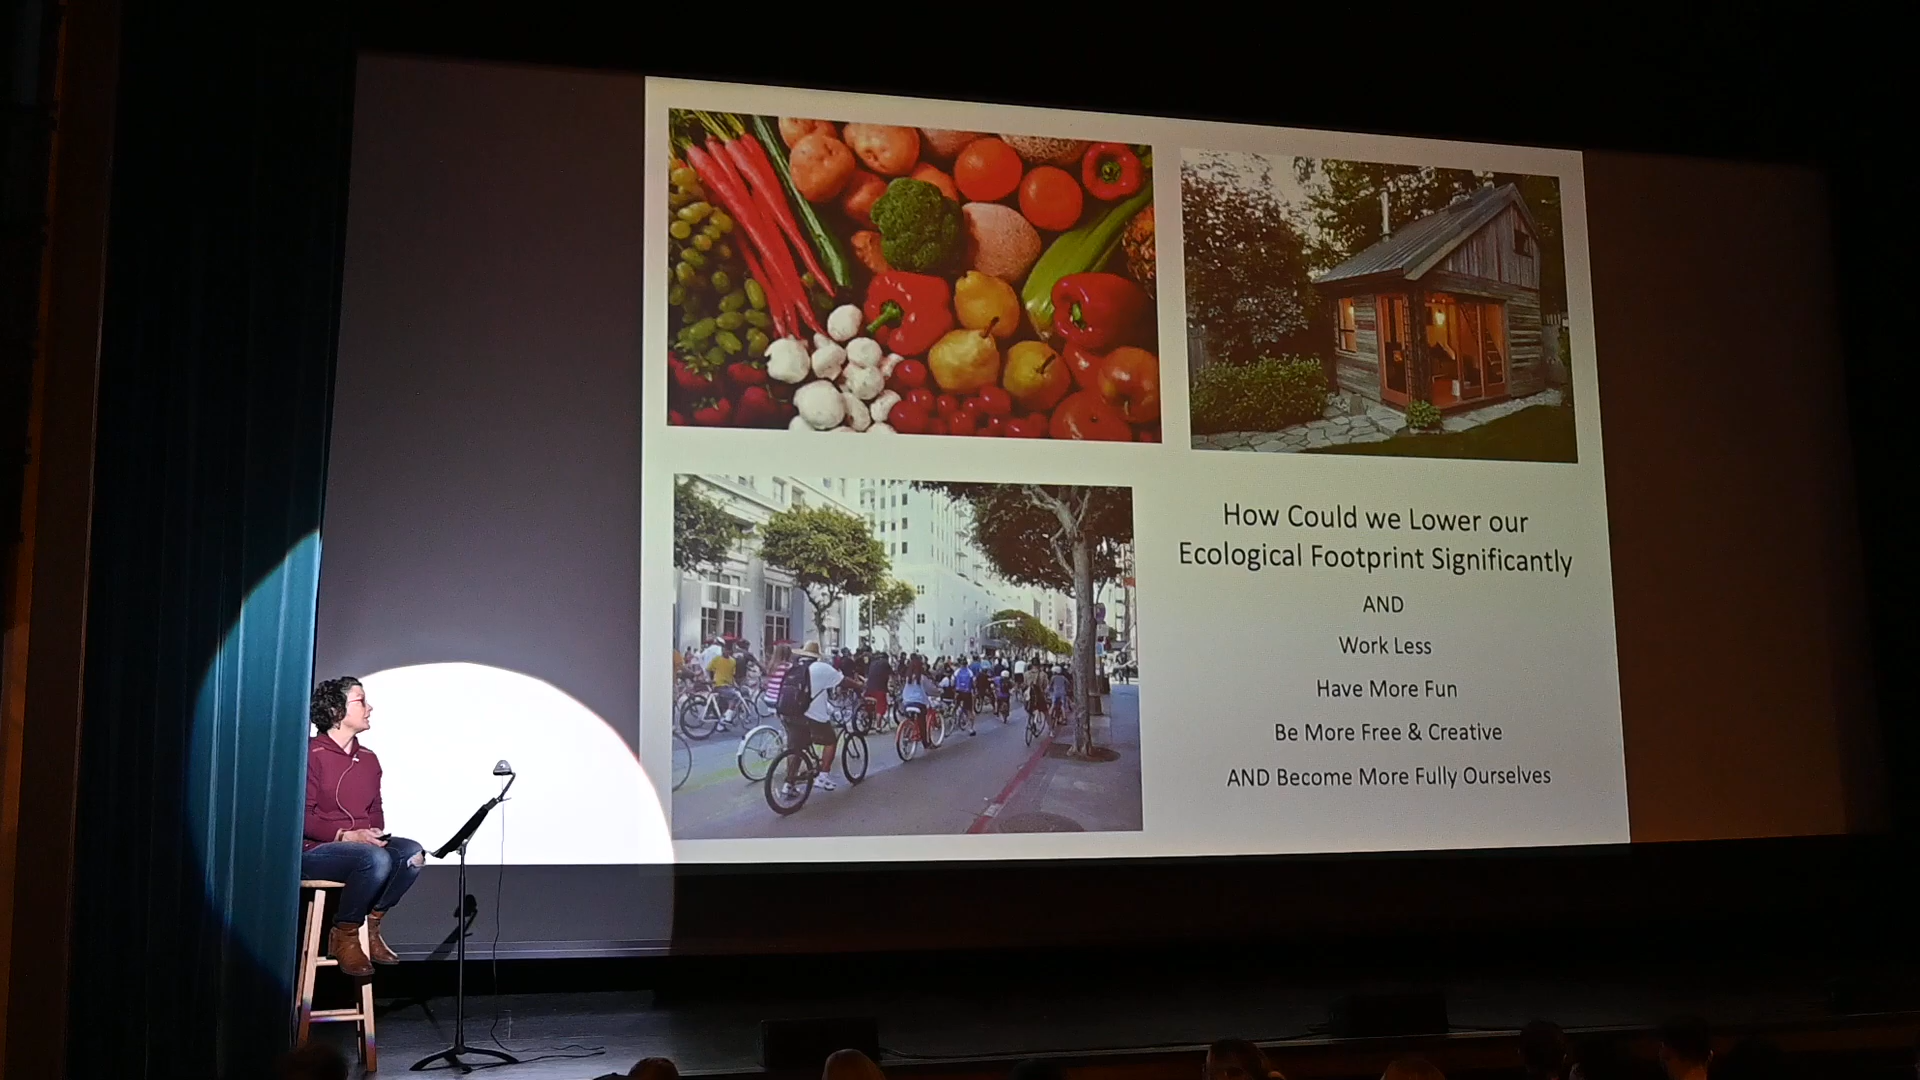 How Could we Lower our
Ecological Footprint Significantly
AND
Work Less
Have More Fun
Be More Free & Creative
AND Become More Fully Ourselves